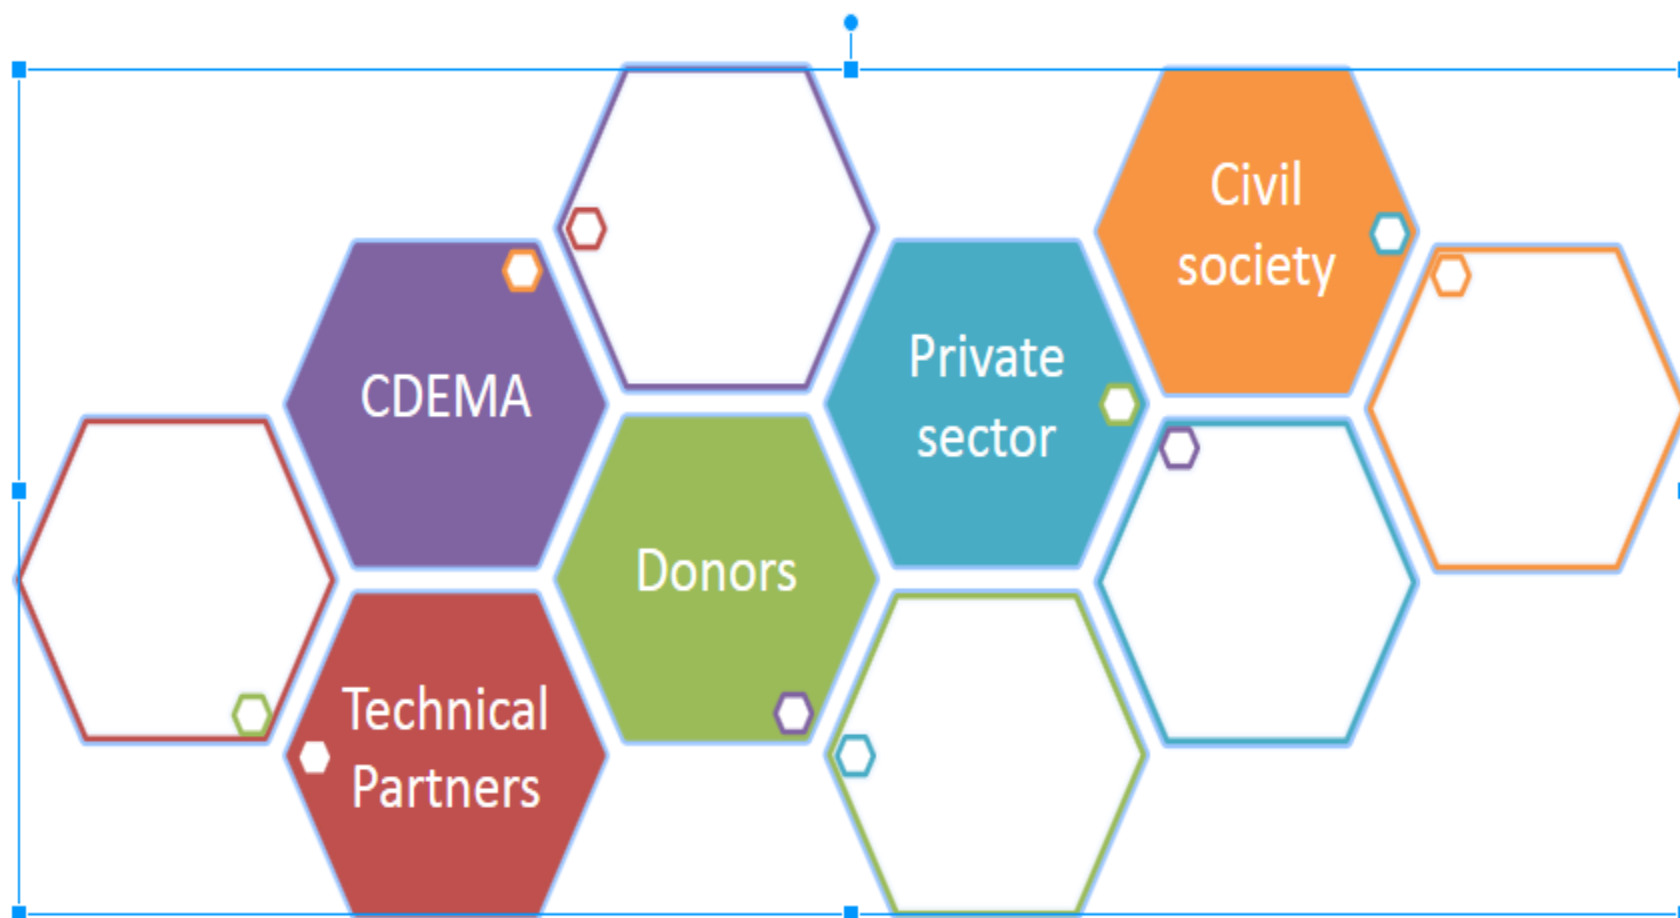 Civil
society
Private
sector
CDEMA
Donors
Technical
Partners